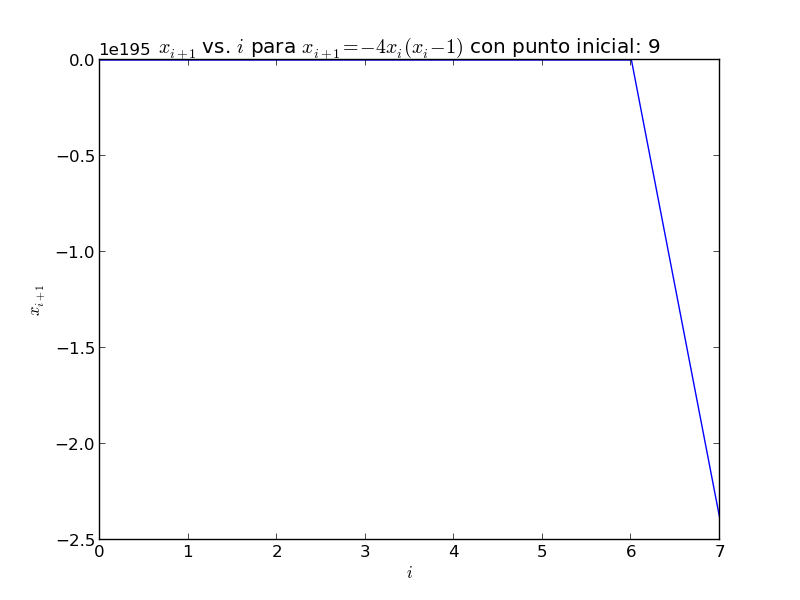 1e195 x_{i+1} vs. i para x_{i+1}=−4x_i(x_i−1) con punto inicial: 9
0.0
−0.5
−1.0
−1.5
−2.0
−2.5
x_{i+1}
0 1 2 3 4 5 6 7
i